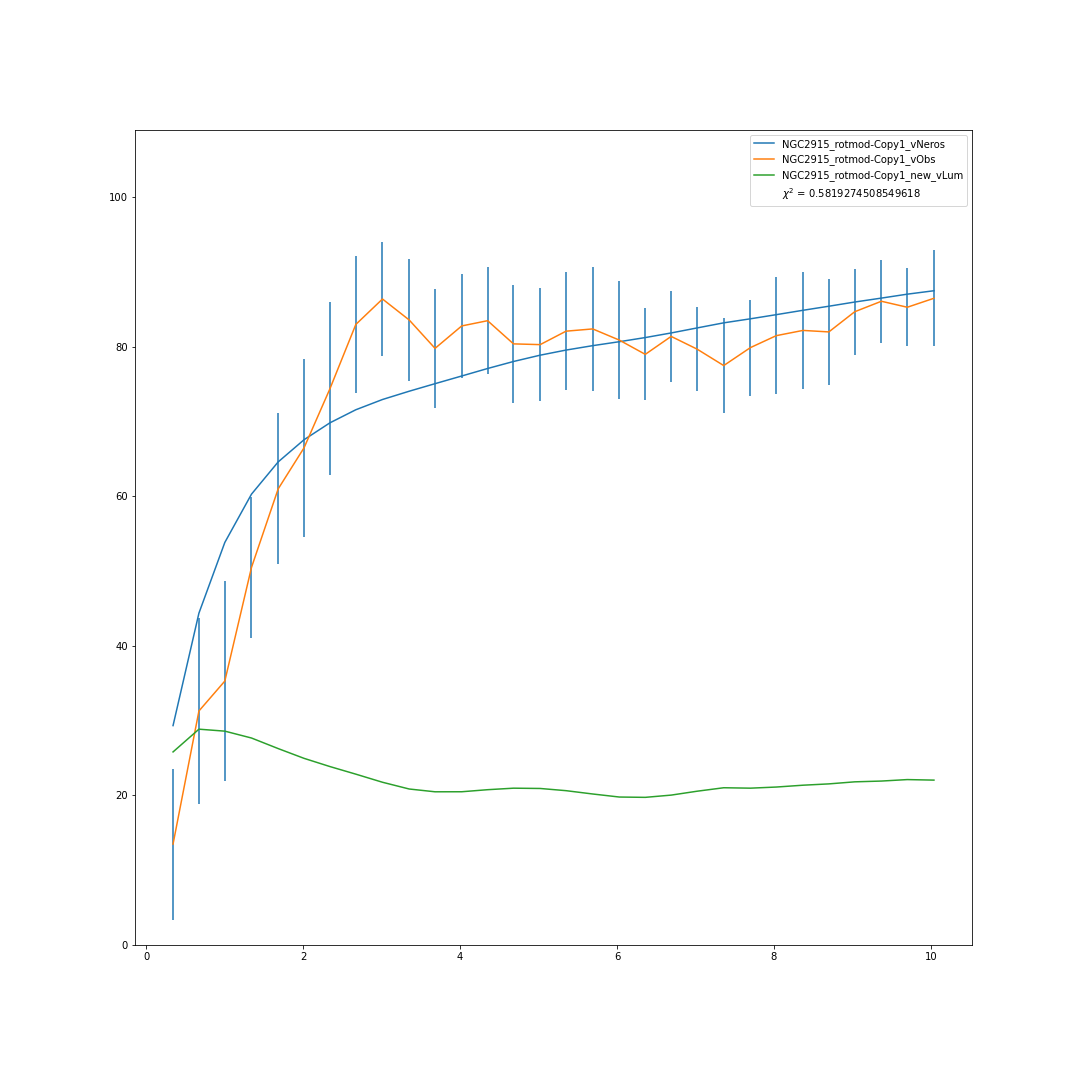 NGC2915_rotmod-Copy1_vNeros
NGC2915_rotmod-Copy1_vObs
NGC2915_rotmod-Copy1_new_vLum
χ² = 0.5819274508549618
100
80
60
40
20
0
0 2 4 6 8 10